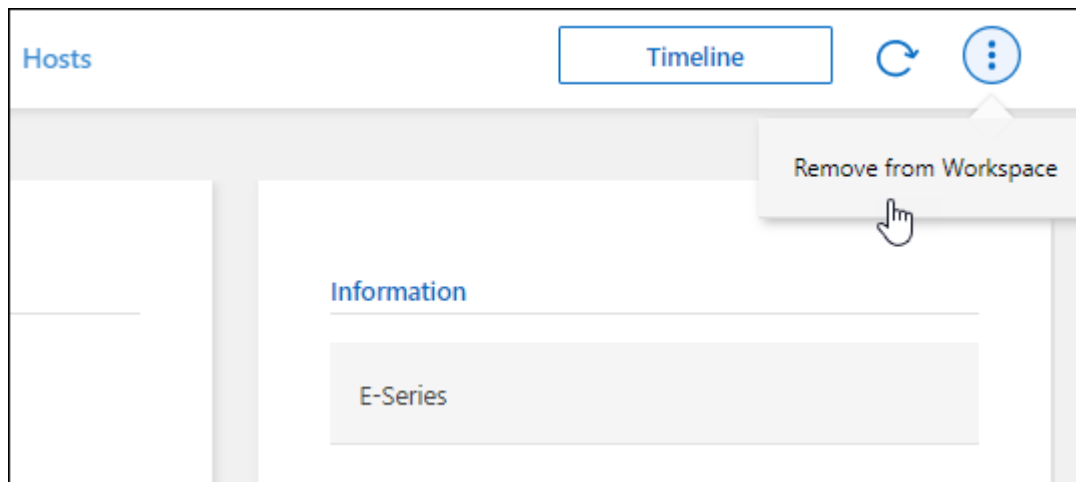 Hosts
Timeline
Remove from Workspace
Information
E-Series